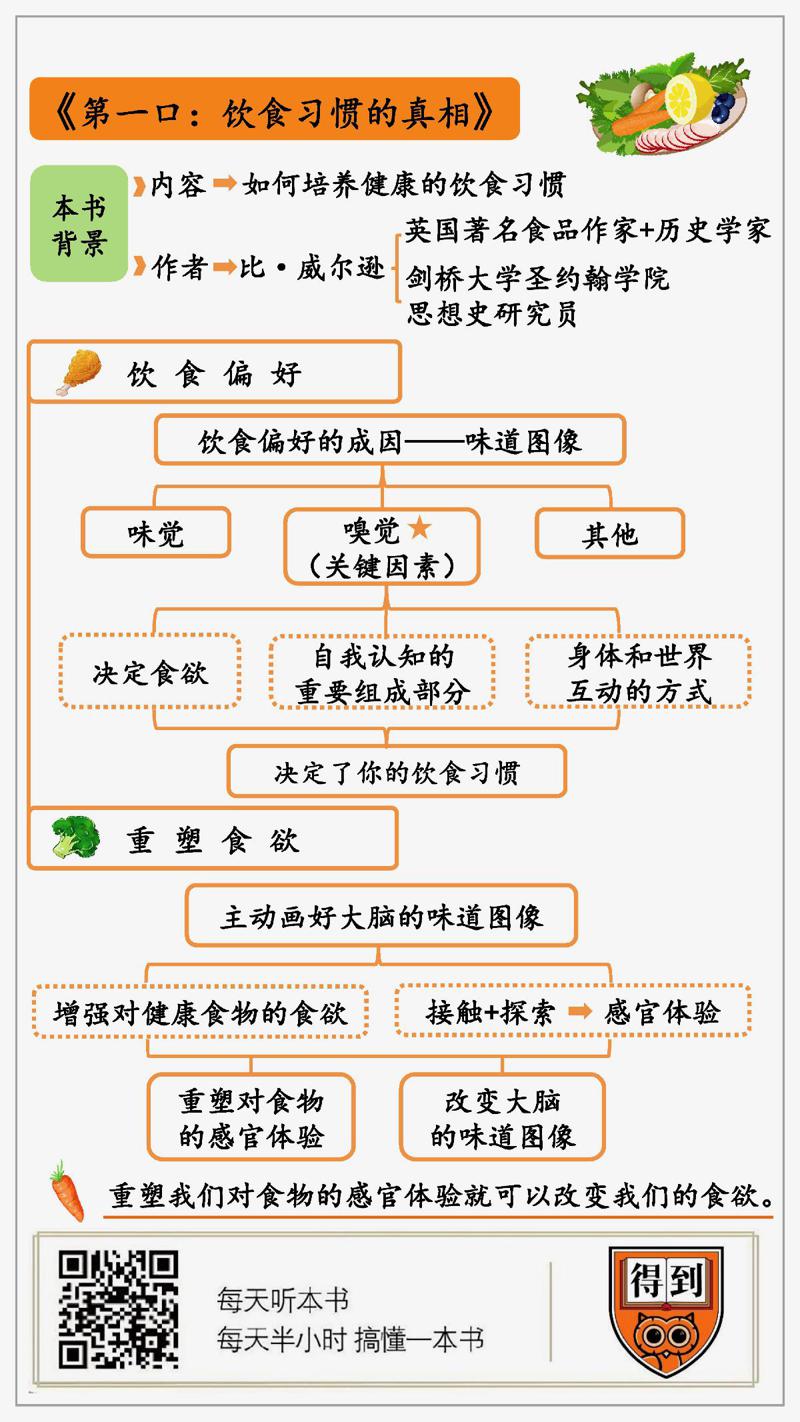 《第一口：饮食习惯的真相》
本书
背景
内容
如何培养健康的饮食习惯
作者
比·威尔逊
英国著名食品作家+历史学家
剑桥大学圣约翰学院
思想史研究员
饮食偏好
饮食偏好的成因——味道图像
味觉
嗅觉
（关键因素）
其他
决定食欲
自我认知的
重要组成部分
身体和世界
互动的方式
决定了你的饮食习惯
重塑食欲
主动画好大脑的味道图像
增强对健康食物的食欲
接触+探索
感官体验
重塑对食物
的感官体验
改变大脑
的味道图像
重塑我们对食物的感官体验就可以改变我们的食欲。
每天听本书
每天半小时 搞懂一本书
得到